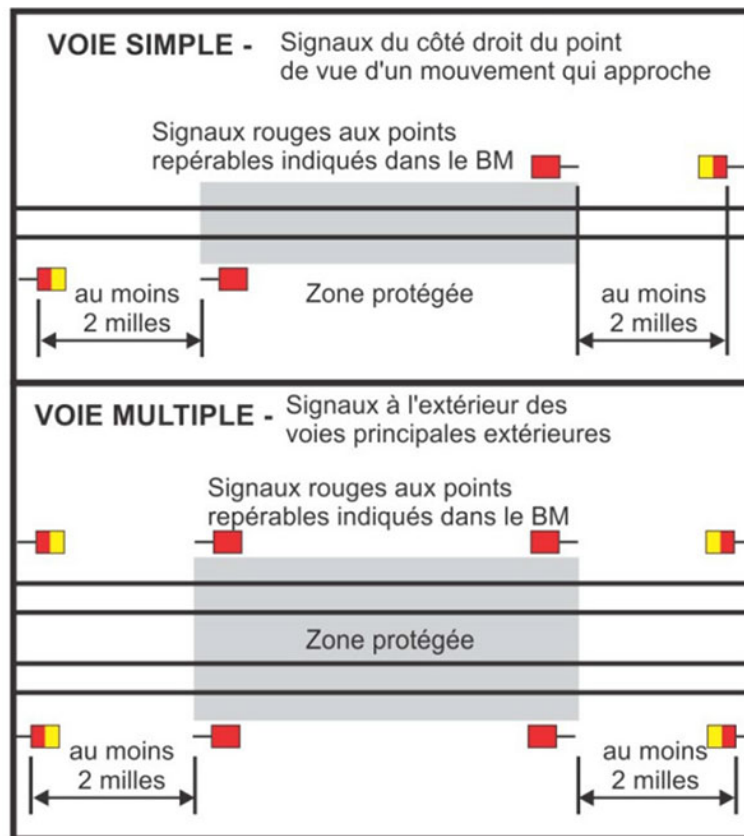 VOIE SIMPLE - Signaux du côté droit du point
de vue d'un mouvement qui approche
Signaux rouges aux points
repérables indiqués dans le BM
Zone protégée
au moins
2 milles
au moins
2 milles
VOIE MULTIPLE - Signaux à l'extérieur des
voies principales extérieures
Signaux rouges aux points
repérables indiqués dans le BM
Zone protégée
au moins
2 milles
au moins
2 milles